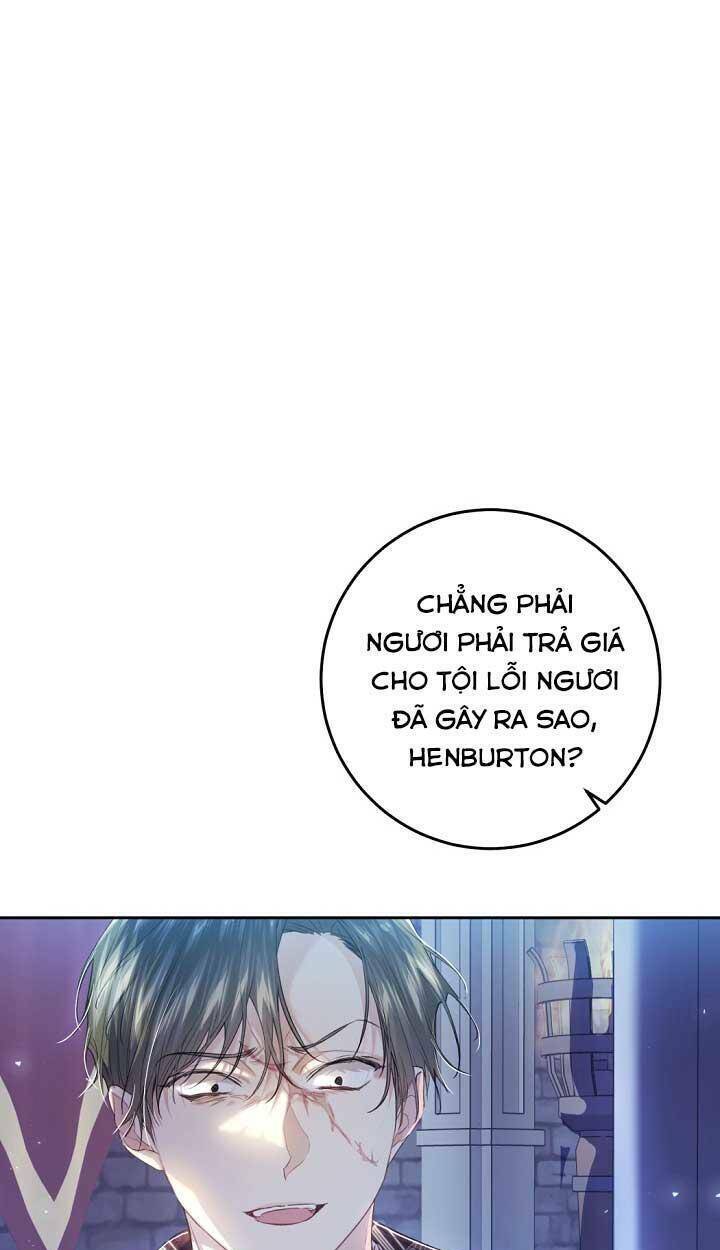 CHẲNG PHẢI
NGƯƠI PHẢI TRẢ GIÁ
CHO TỘI LỖI NGƯƠI
ĐÃ GÂY RA SAO,
HENBURTON?